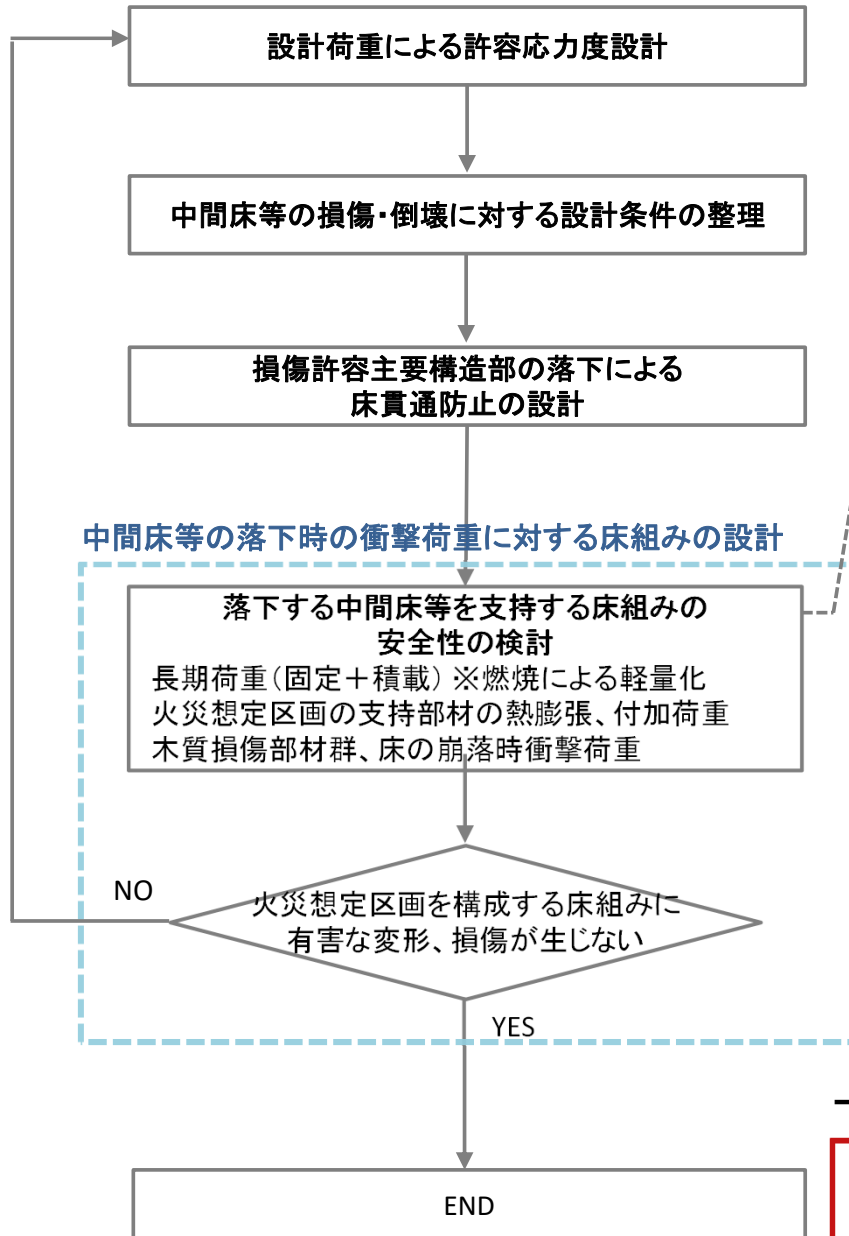 設計荷重による許容応力度設計
中間床等の損傷・倒壊に対する設計条件の整理
損傷許容主要構造部の落下による
床貫通防止の設計
中間床等の落下時の衝撃荷重に対する床組みの設計
落下する中間床等を支持する床組みの
安全性の検討
長期荷重(固定＋積載) ※燃焼による軽量化
火災想定区画の支持部材の熱膨張、付加荷重
木質損傷部材群、床の崩落時衝撃荷重
NO
火災想定区画を構成する床組みに
有害な変形、損傷が生じない
YES
END